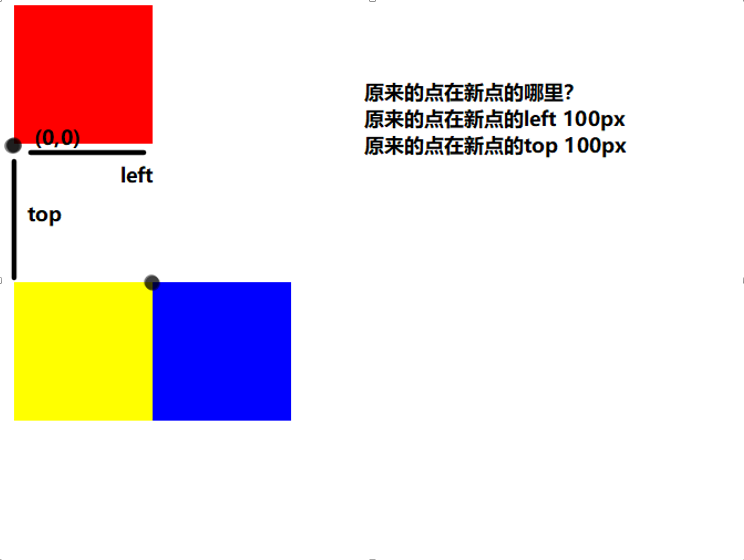 原来的点在新点的哪里?
原来的点在新点的left 100px
原来的点在新点的top 100px
(0,0)
left
top